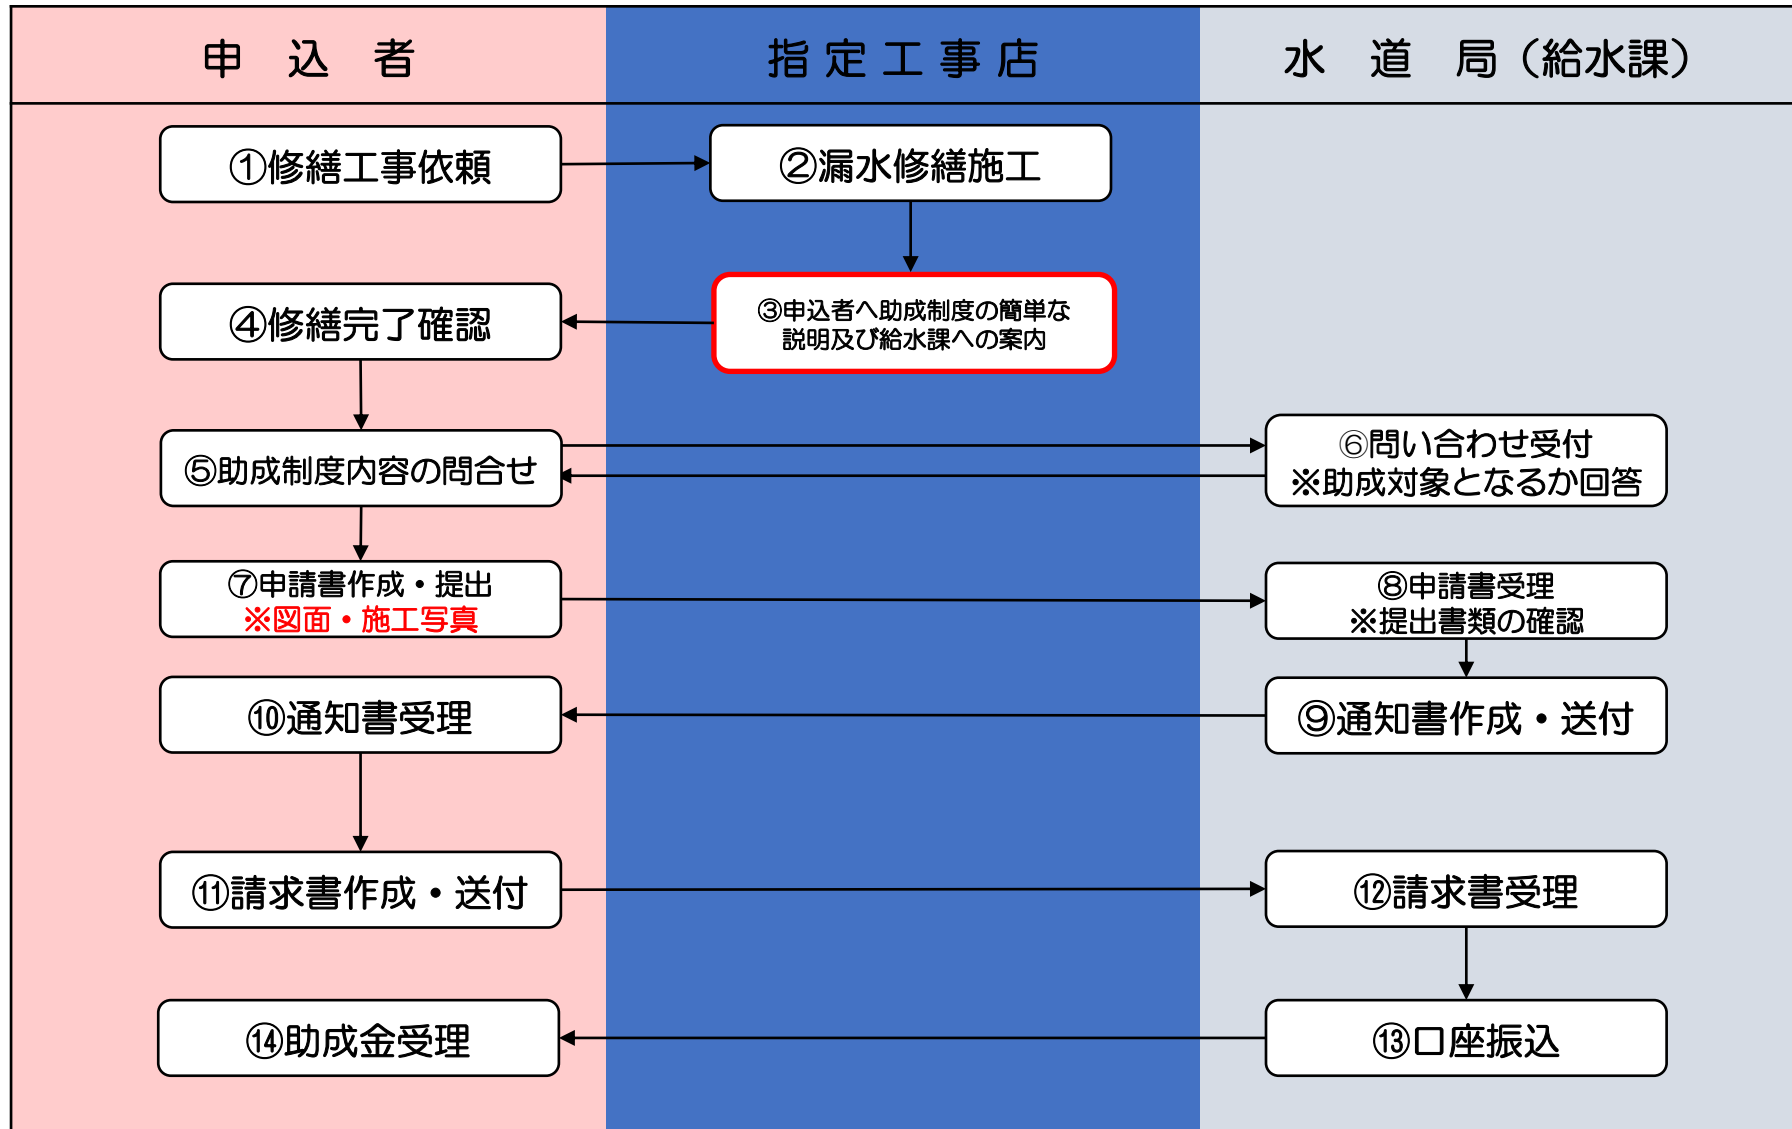 申　込　者
指定工事店
水　道　局（給水課）
①修繕工事依頼
②漏水修繕施工
③申込者へ助成制度の簡単な
説明及び給水課への案内
④修繕完了確認
⑤助成制度内容の問合せ
⑥問い合わせ受付
※助成対象となるか回答
⑦申請書作成・提出
※図面・施工写真
⑧申請書受理
※提出書類の確認
⑩通知書受理
⑨通知書作成・送付
⑪請求書作成・送付
⑫請求書受理
⑭助成金受理
⑬口座振込